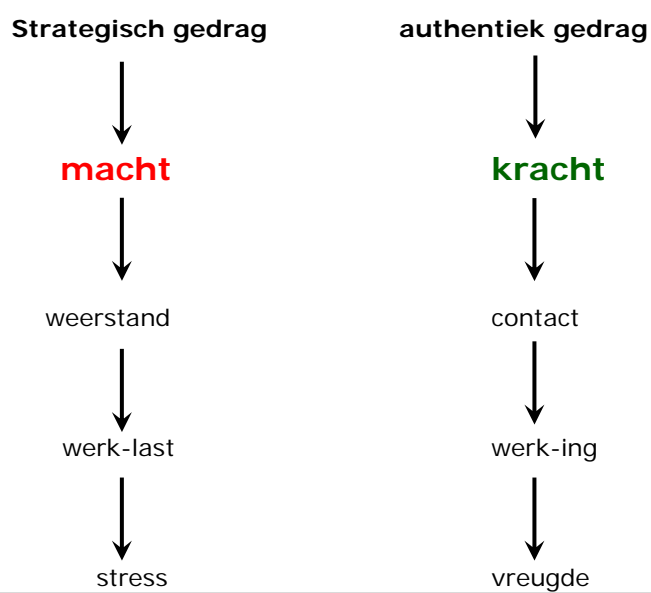 Strategisch gedrag
authentiek gedrag
macht
kracht
weerstand
contact
werk-last
werk-ing
stress
vreugde